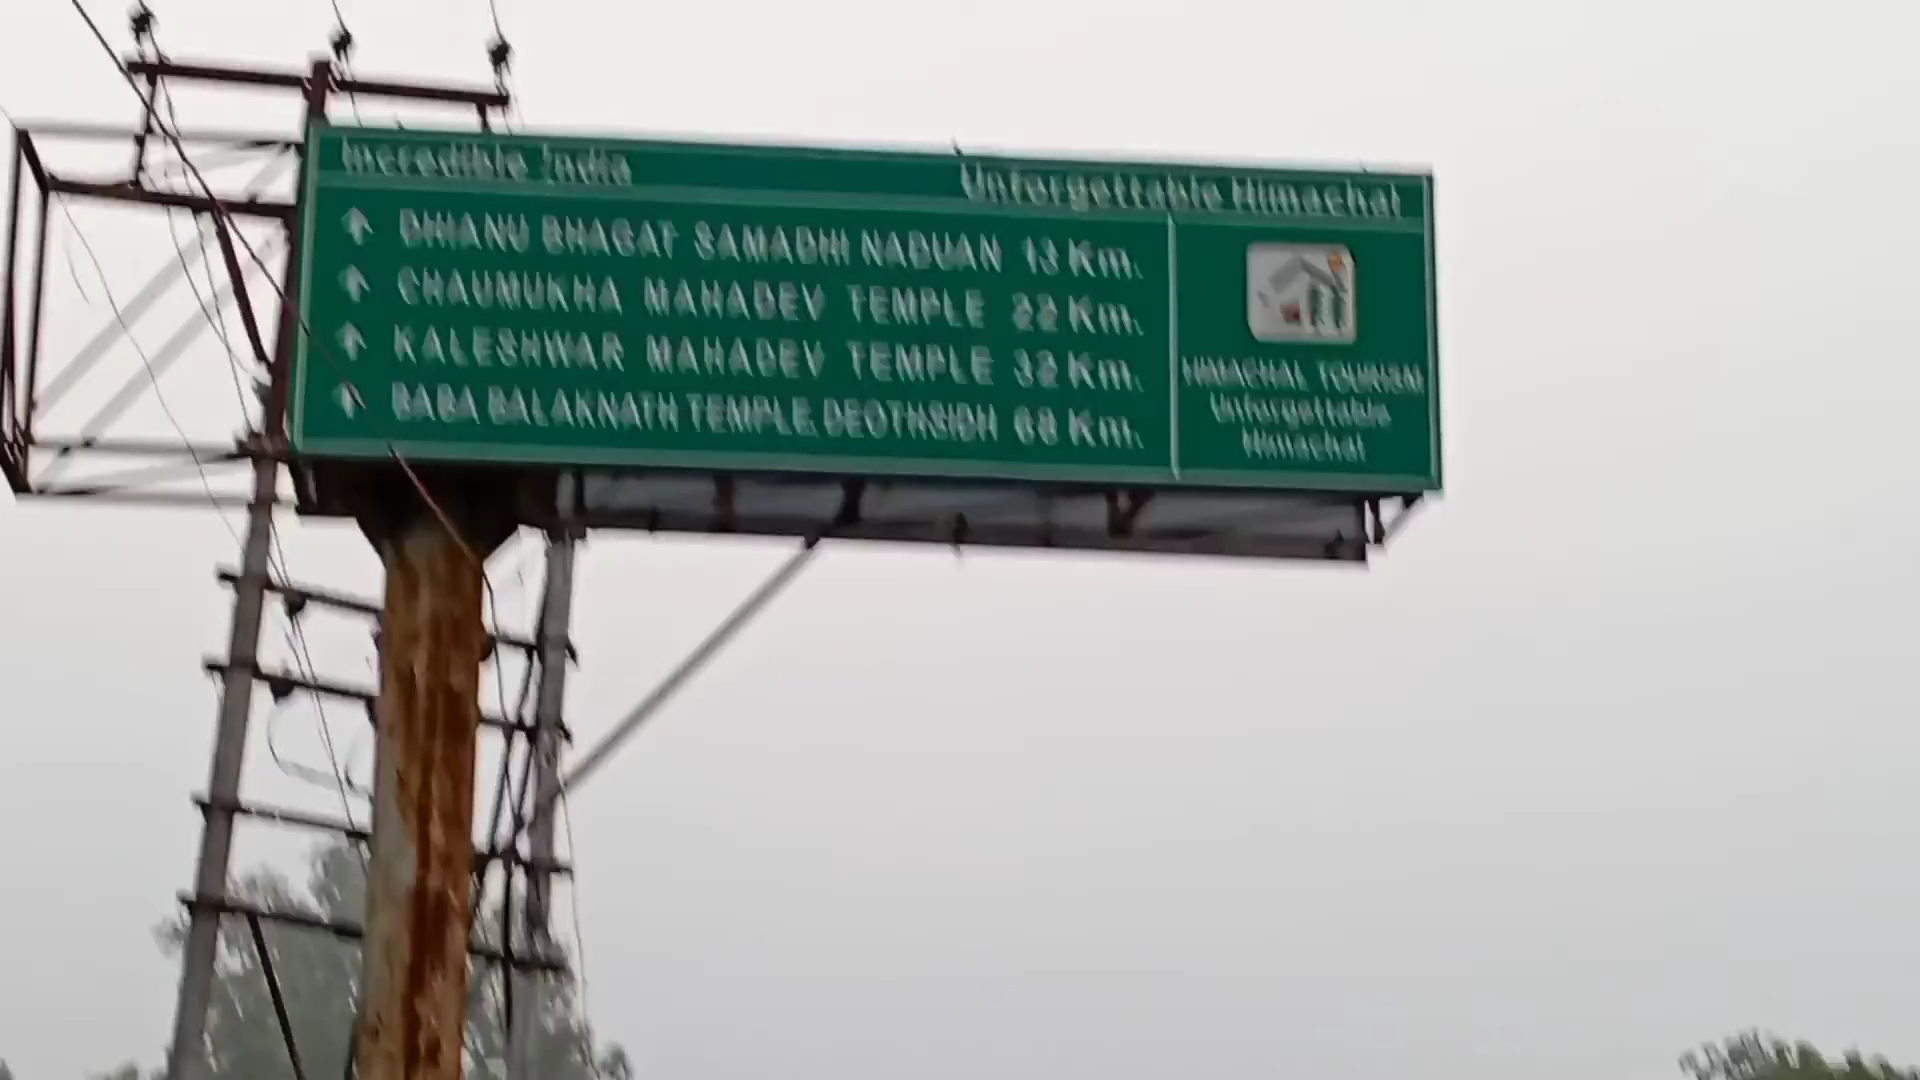 Incredible India
Unforgettable Himachal
DHIANU BHAGAT SAMADHI NADUAN 13 Km.
CHAUMUKHA MAHADEV TEMPLE 22 Km.
KALESHWAR MAHADEV TEMPLE 32 Km.
BABA BALAKNATH TEMPLE, DEOTHSIDH 68 Km.
HIMACHAL TOURISM
Unforgettable
Himachal